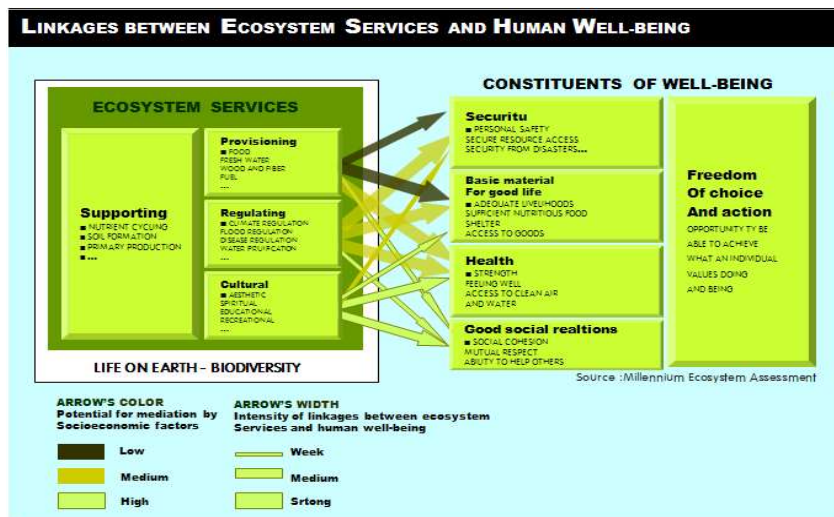 LINKAGES BETWEEN ECOSYSTEM SERVICES AND HUMAN WELL-BEING
CONSTITUENTS OF WELL-BEING
ECOSYSTEM SERVICES
Supporting
■ NUTRIENT CYCLING
■ SOIL FORMATION
■ PRIMARY PRODUCTION
■ ...
Provisioning
■ FOOD
FRESH WATER
WOOD AND FIBER
FUEL
...
Regulating
■ CLIMATE REGULATION
FLOOD REGULATION
DISEASE REGULATION
WATER PRUIFICATION
...
Cultural
■ AESTHETIC
SPIRITUAL
EDUCATIONAL
RECREATIONAL
...
LIFE ON EARTH - BIODIVERSITY
Securitu
■ PERSONAL SAFETY
SECURE RESOURCE ACCESS
SECURITY FROM DISASTERS...
Basic material
For good life
■ ADEQUATE LIVELIHOODS
SUFFICIENT NUTRITIOUS FOOD
SHELTER
ACCESS TO GOODS
Health
■ STRENGTH
FEELING WELL
ACCESS TO CLEAN AIR
AND WATER
Good social realtions
■ SOCIAL COHESION
MUTUAL RESPECT
ABILITY TO HELP OTHERS
Freedom
Of choice
And action
OPPORTUNITY TY BE
ABLE TO ACHIEVE
WHAT AN INDIVIDUAL
VALUES DOING
AND BEING
Source :Millennium Ecosystem Assessment
ARROW'S COLOR
Potential for mediation by
Socioeconomic factors
Low
Medium
High
ARROW'S WIDTH
Intensity of linkages between ecosystem
Services and human well-being
Week
Medium
Srtong